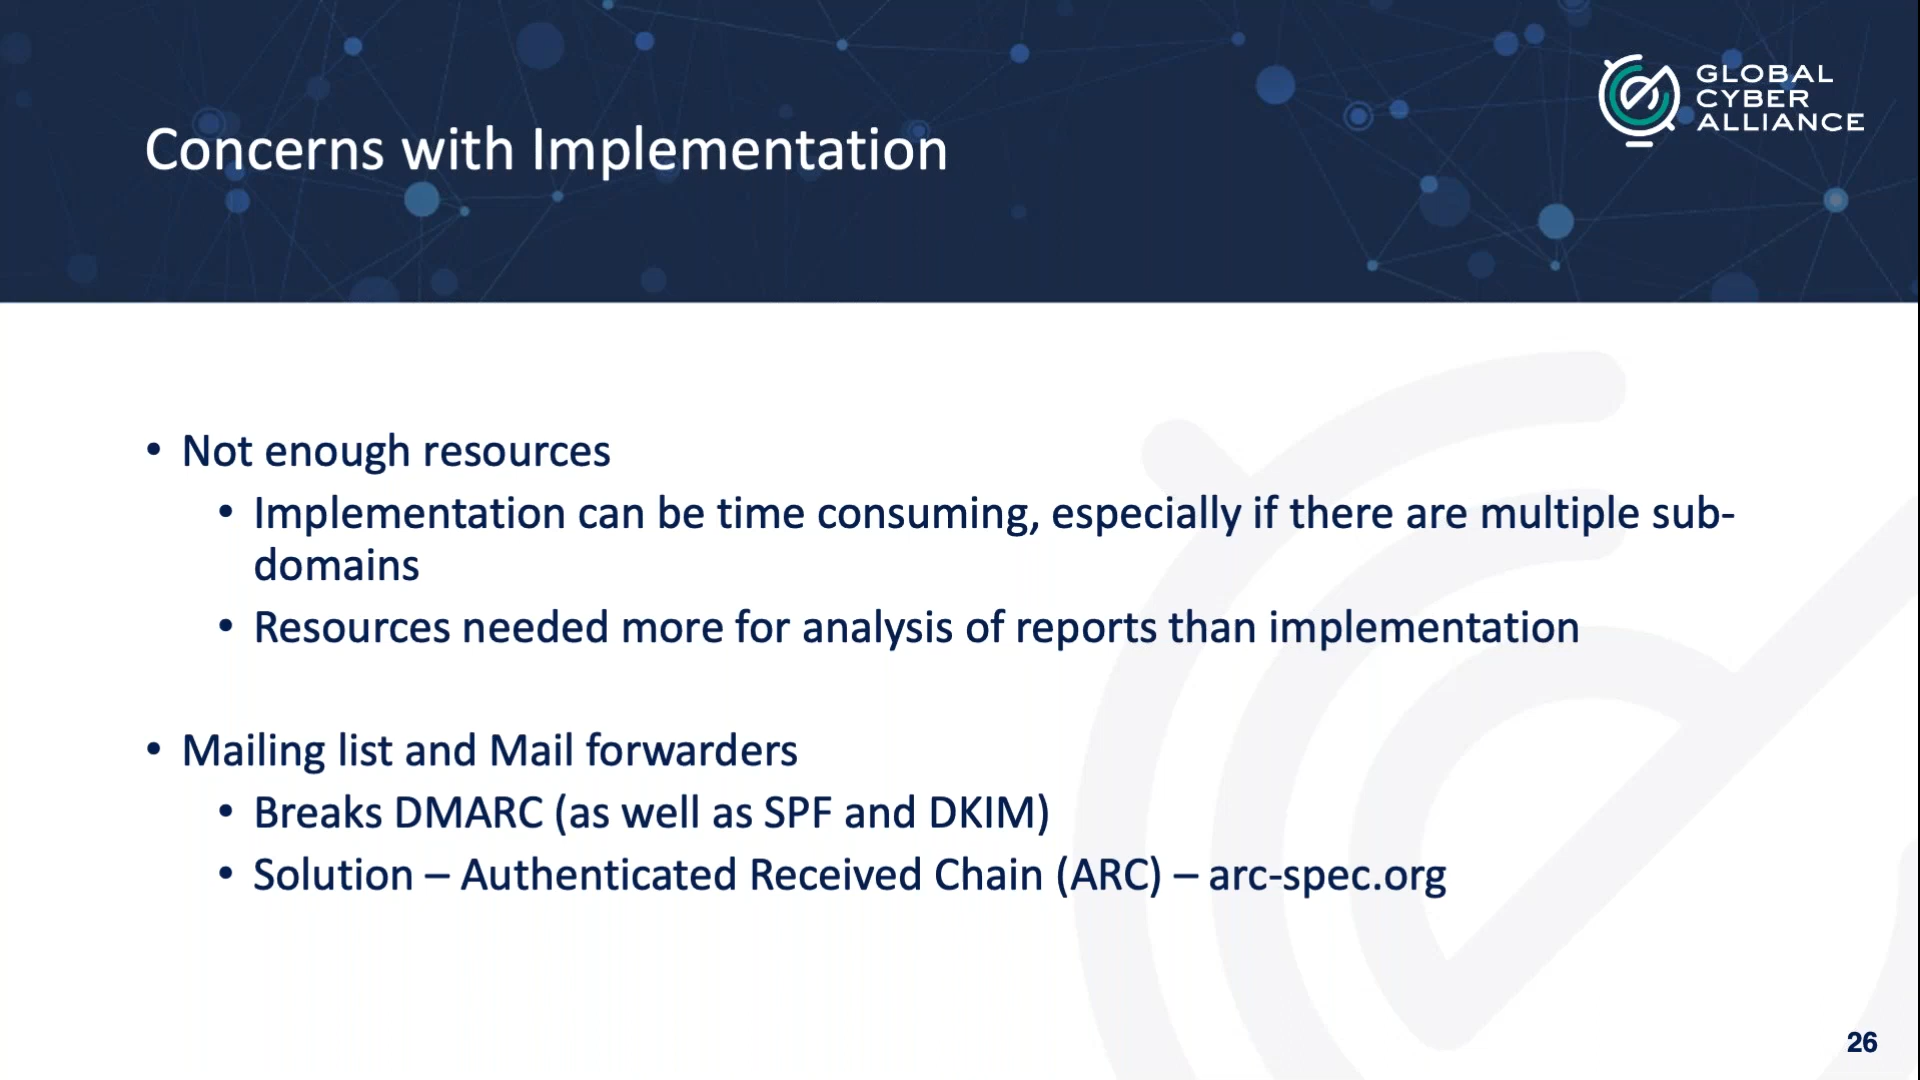 GLOBAL
CYBER
ALLIANCE
Concerns with Implementation
• Not enough resources
• Implementation can be time consuming, especially if there are multiple sub-
domains
• Resources needed more for analysis of reports than implementation
• Mailing list and Mail forwarders
• Breaks DMARC (as well as SPF and DKIM)
• Solution – Authenticated Received Chain (ARC) – arc-spec.org
26